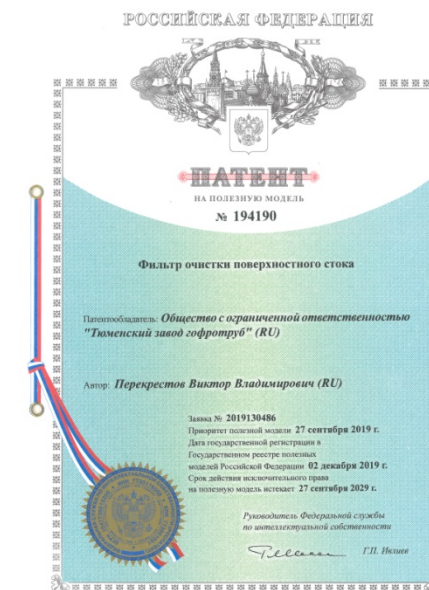 РОССИЙСКАЯ ФЕДЕРАЦИЯ
ПАТЕНТ
НА ПОЛЕЗНУЮ МОДЕЛЬ
№ 194190
Фильтр очистки поверхностного стока
Патентообладатель: Общество с ограниченной ответственностью
"Тюменский завод гофротруб" (RU)
Автор: Перекрестов Виктор Владимирович (RU)
Заявка № 2019130486
Приоритет полезной модели 27 сентября 2019 г.
Дата государственной регистрации в
Государственном реестре полезных
моделей Российской Федерации 02 декабря 2019 г.
Срок действия исключительного права
на полезную модель истекает 27 сентября 2029 г.
Руководитель Федеральной службы
по интеллектуальной собственности
Г.П. Ивлиев